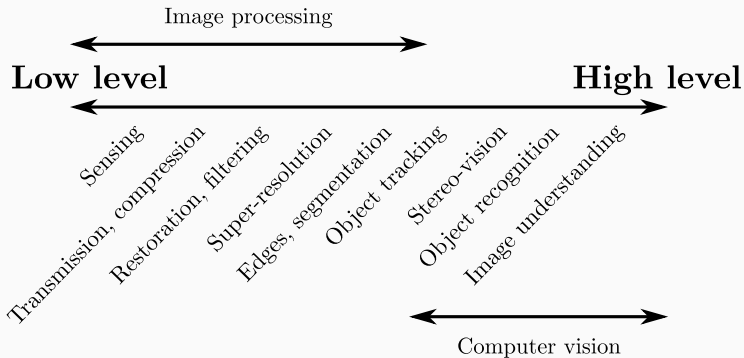 Image processing
Low level
High level
Sensing
Transmission, compression
Restoration, filtering
Super-resolution
Edges, segmentation
Object tracking
Stereo-vision
Object recognition
Image understanding
Computer vision